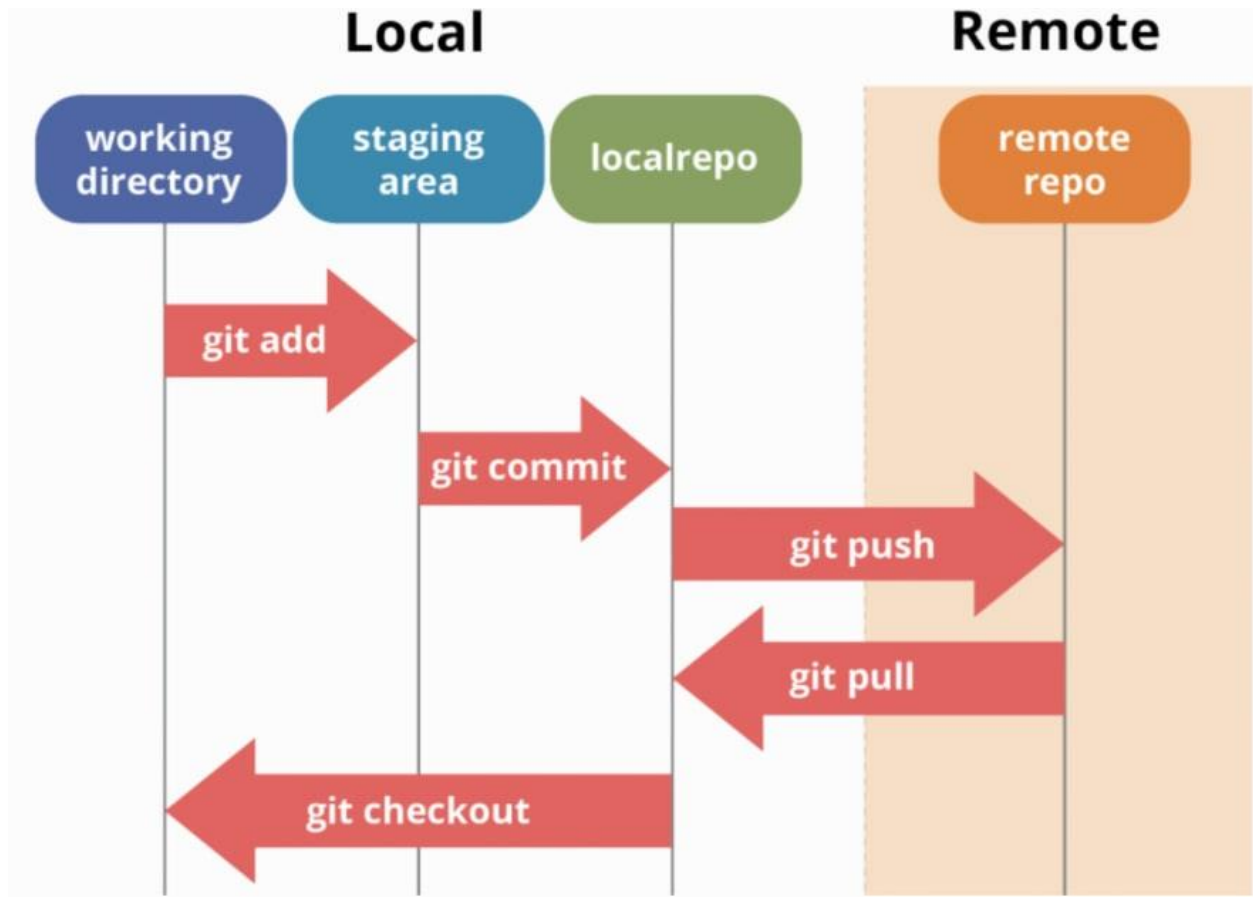 Local
Remote
working
directory
staging
area
localrepo
remote
repo
git add
git commit
git push
git pull
git checkout